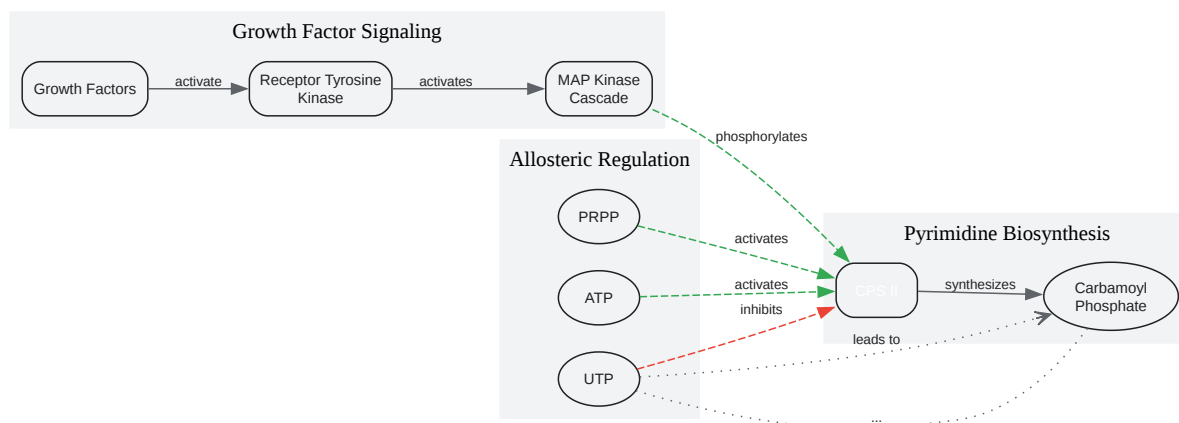 Growth Factor Signaling
Growth Factors
activate
Receptor Tyrosine
Kinase
activates
MAP Kinase
Cascade
phosphorylates
Allosteric Regulation
PRPP
activates
ATP
activates
inhibits
UTP
Pyrimidine Biosynthesis
CPS II
synthesizes
Carbamoyl
Phosphate
leads to